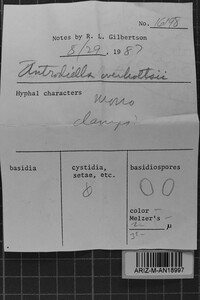 No.
Notes by R. L. Gilbertson
8/29, 1987
Antrodiella
Hyphal characters
mono
clamps
basidia
cystidia,
setae, etc.
basidiospores
color —
Melzer's —
μ
ARIZ-M-AN18997